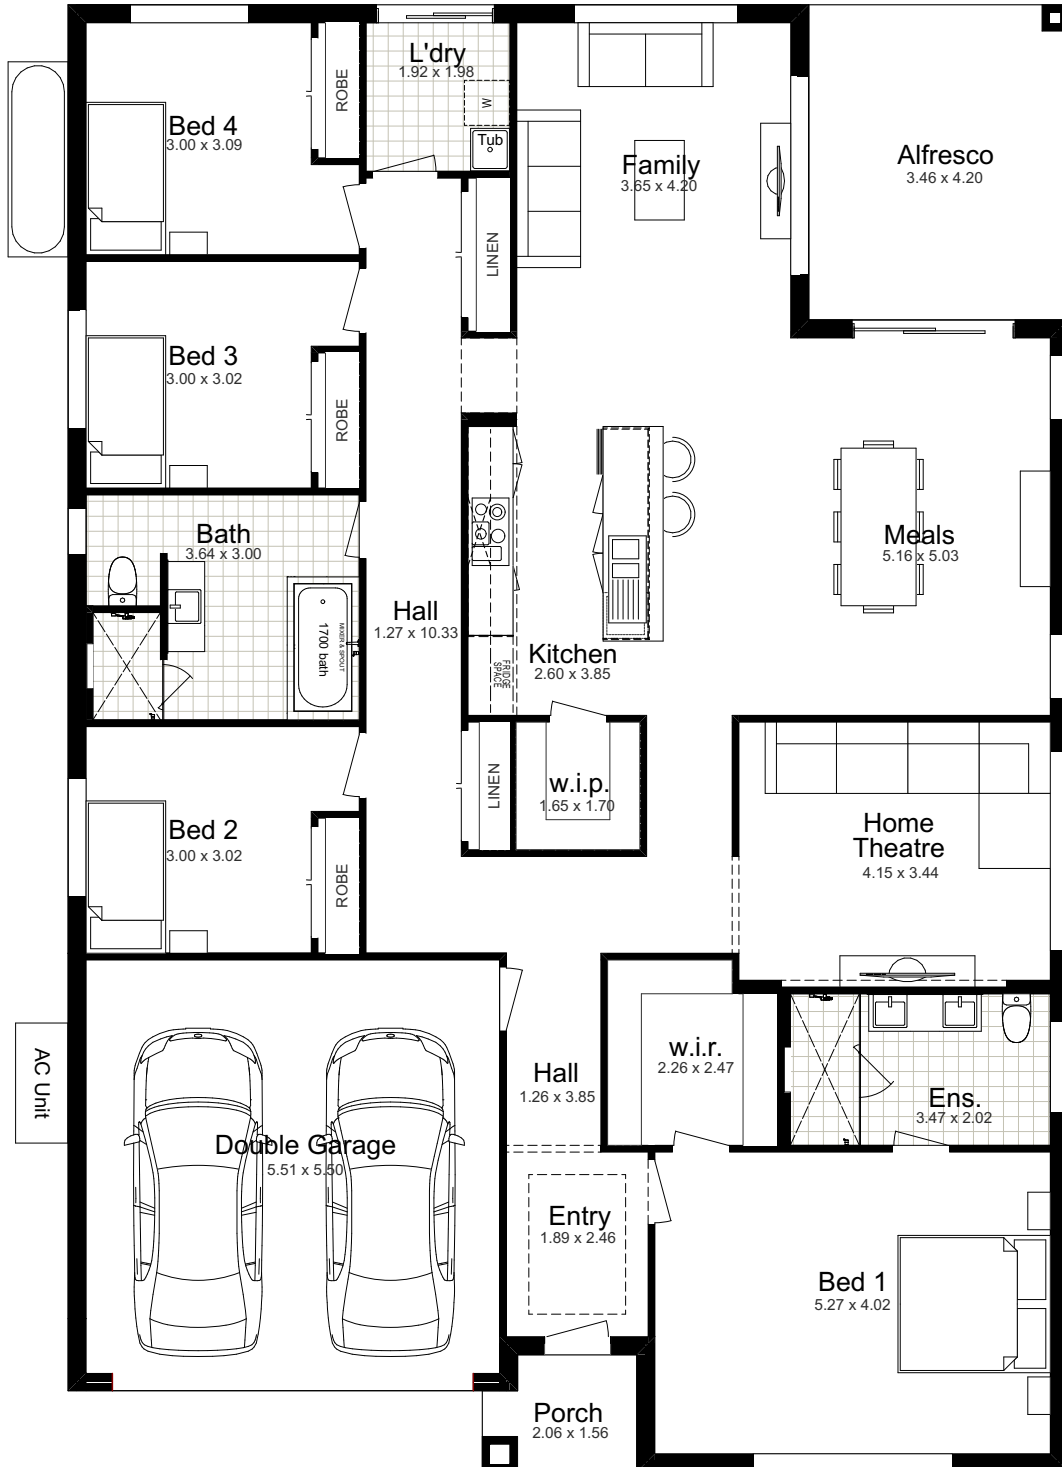 L'dry
1.92 x 1.98
ROBE
W
Tub
Bed 4
3.00 x 3.09
Family
3.65 x 4.20
Alfresco
3.46 x 4.20
LINEN
Bed 3
3.00 x 3.02
ROBE
Bath
3.64 x 3.00
Meals
5.16 x 5.03
Hall
1.27 x 10.33
MIXER & SPOUT
1700 bath
Kitchen
2.60 x 3.85
FRIDGE
SPACE
LINEN
w.i.p.
1.65 x 1.70
Bed 2
3.00 x 3.02
ROBE
Home
Theatre
4.15 x 3.44
AC Unit
w.i.r.
2.26 x 2.47
Hall
1.26 x 3.85
Ens.
3.47 x 2.02
Double Garage
5.51 x 5.50
Entry
1.89 x 2.46
Bed 1
5.27 x 4.02
Porch
2.06 x 1.56